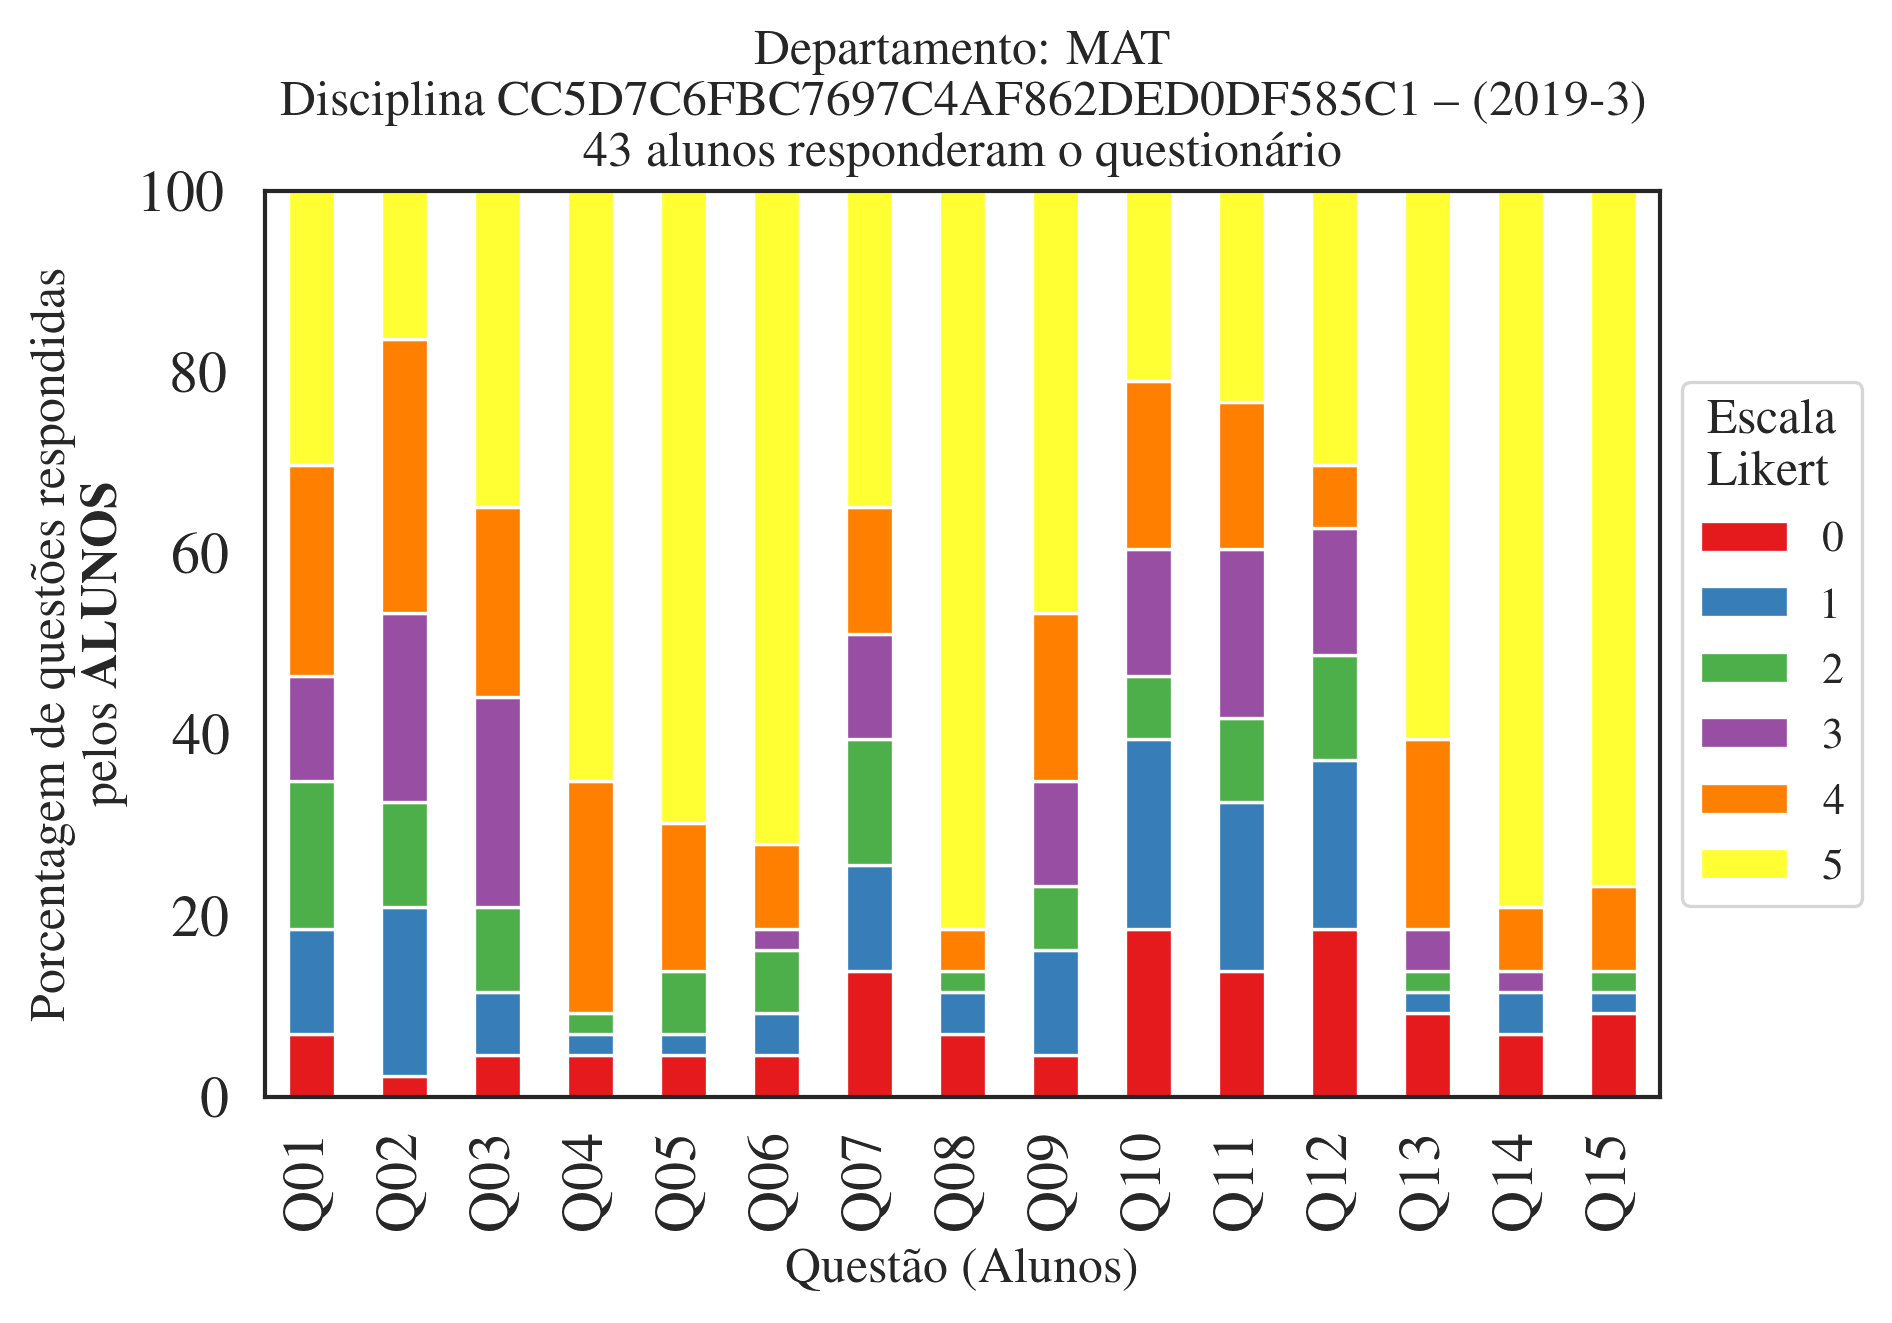 Departamento: MAT
Disciplina CC5D7C6FBC7697C4AF862DED0DF585C1 – (2019-3)
43 alunos responderam o questionário
Porcentagem de questões respondidas
pelos ALUNOS
100
80
60
40
20
0
Q01
Q02
Q03
Q04
Q05
Q06
Q07
Q08
Q09
Q10
Q11
Q12
Q13
Q14
Q15
Questão (Alunos)
Escala
Likert
0
1
2
3
4
5